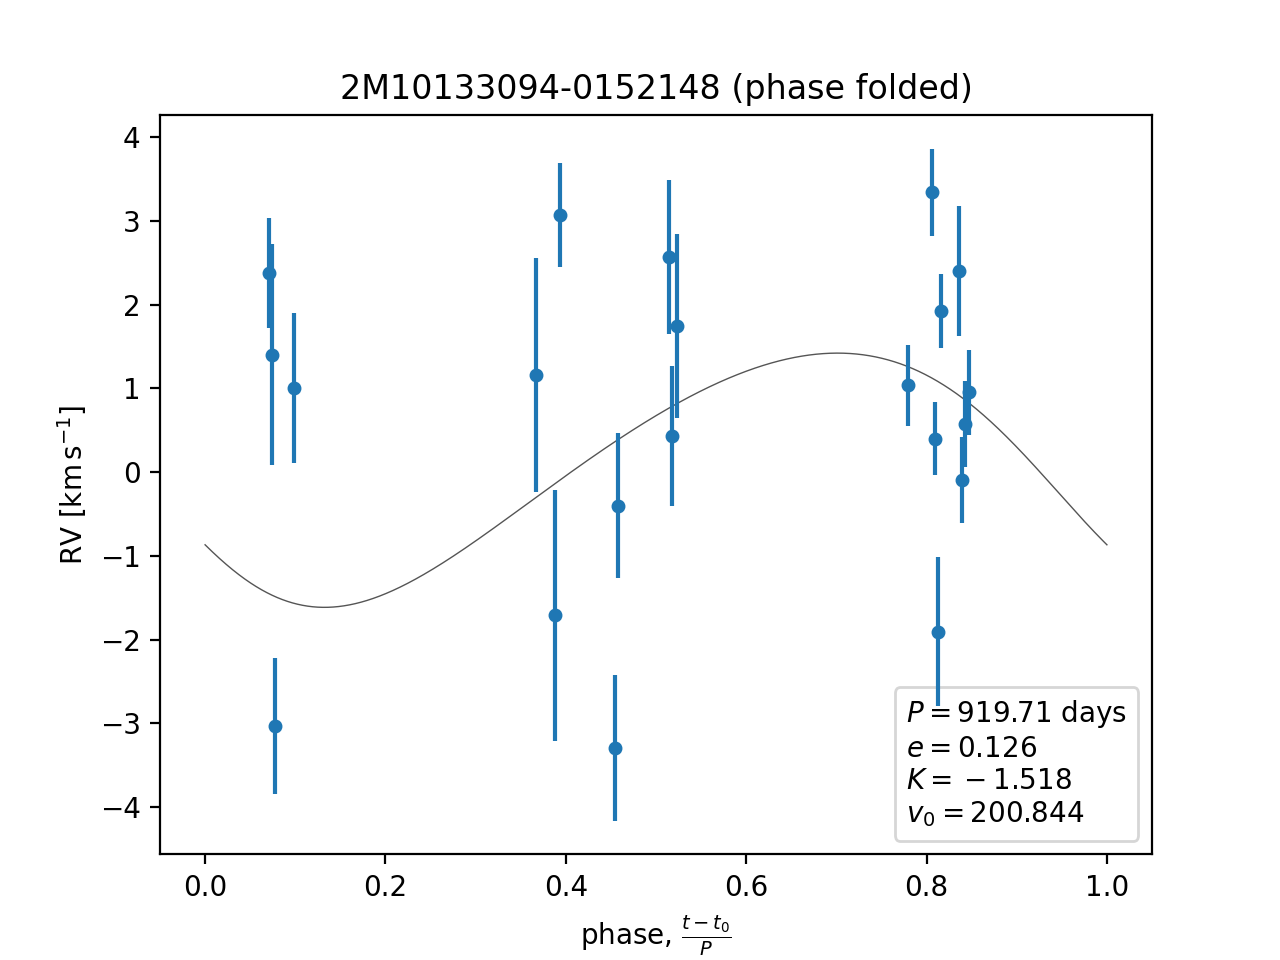 2M10133094-0152148 (phase folded)
4
3
2
1
0
−1
−2
−3
−4
RV [km s⁻¹]
P = 919.71 days
e = 0.126
K = −1.518
v₀ = 200.844
0.0 0.2 0.4 0.6 0.8 1.0
phase, (t − t₀)/P